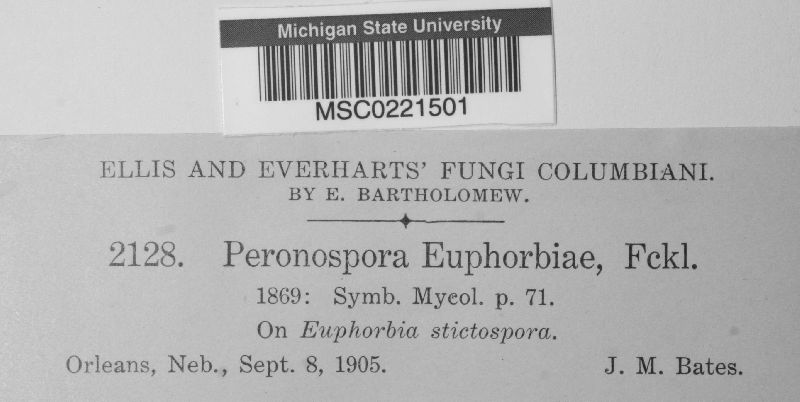 Michigan State University
MSC0221501
ELLIS AND EVERHARTS' FUNGI COLUMBIANI.
BY E. BARTHOLOMEW.
2128. Peronospora Euphorbiae, Fckl.
1869: Symb. Mycol. p. 71.
On Euphorbia stictospora.
Orleans, Neb., Sept. 8, 1905. J. M. Bates.